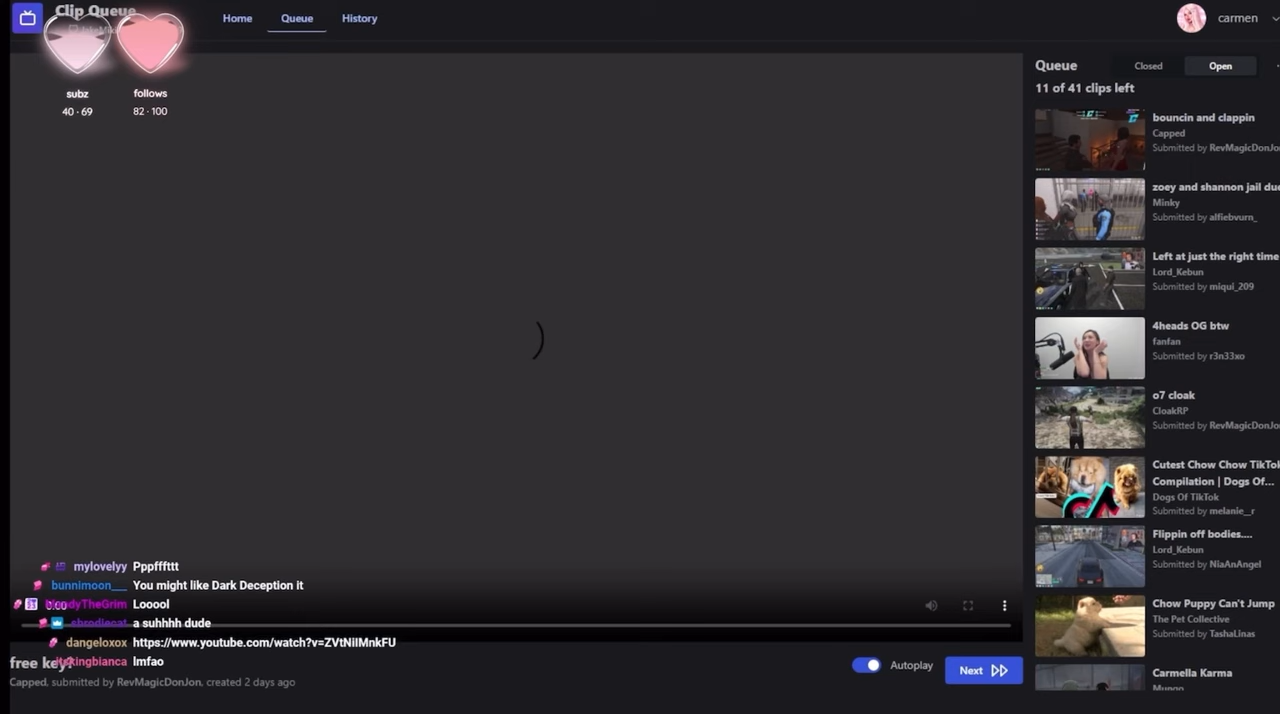 Clip Queue
Home
Queue
History
carmen
subz
40 · 69
follows
82 · 100
Queue
Closed
Open
11 of 41 clips left
bouncin and clappin
Capped
Submitted by RevMagicDonJon
zoey and shannon jail du
Minky
Submitted by alfiebvurn_
Left at just the right time
Lord_Kebun
Submitted by miqui_209
4heads OG btw
fanfan
Submitted by r3n33xo
o7 cloak
CloakRP
Submitted by RevMagicDonJon
Cutest Chow Chow TikTok
Compilation | Dogs Of...
Dogs Of TikTok
Submitted by melanie__r
Flippin off bodies....
Lord_Kebun
Submitted by NiaAnAngel
Chow Puppy Can't Jump
The Pet Collective
Submitted by TashaLinas
Carmella Karma
Mungo
mylovelyy Pppfffttt
bunnimoon___ You might like Dark Deception it
Looool
a suhhhh dude
dangeloxox https://www.youtube.com/watch?v=ZVtNiIMnkFU
lmfao
free key?
Capped, submitted by RevMagicDonJon, created 2 days ago
Autoplay
Next